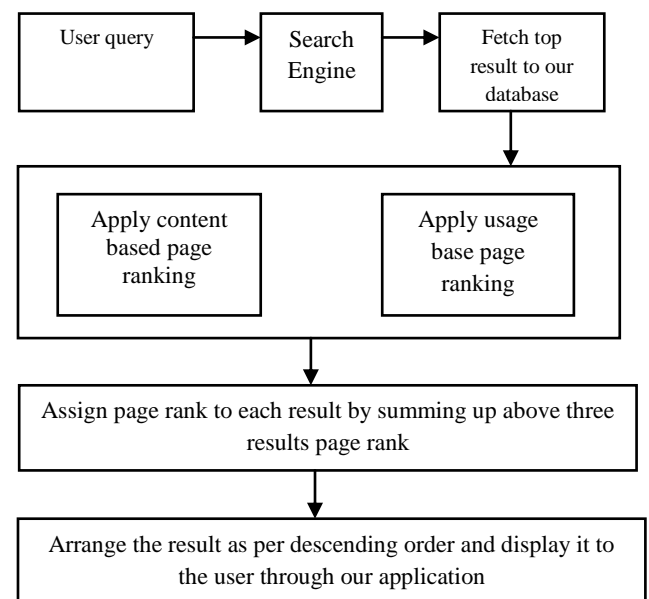 User query
Search
Engine
Fetch top
result to our
database
Apply content
based page
ranking
Apply usage
base page
ranking
Assign page rank to each result by summing up above three
results page rank
Arrange the result as per descending order and display it to
the user through our application